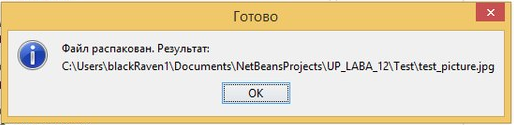 Готово
Файл распакован. Результат:
C:\Users\blackRaven1\Documents\NetBeansProjects\UP_LABA_12\Test\test_picture.jpg
OK